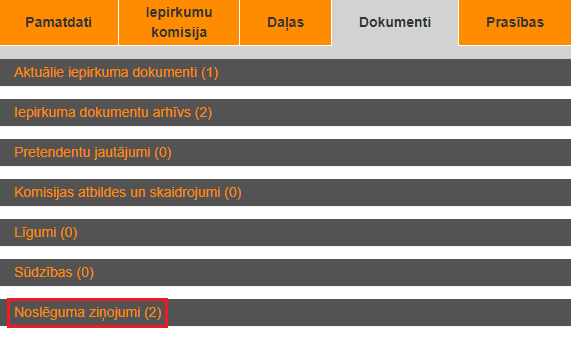 Pamatdati
Iepirkumu
komisija
Daļas
Dokumenti
Prasības
Aktuālie iepirkuma dokumenti (1)
Iepirkuma dokumentu arhīvs (2)
Pretendentu jautājumi (0)
Komisijas atbildes un skaidrojumi (0)
Līgumi (0)
Sūdzības (0)
Noslēguma ziņojumi (2)